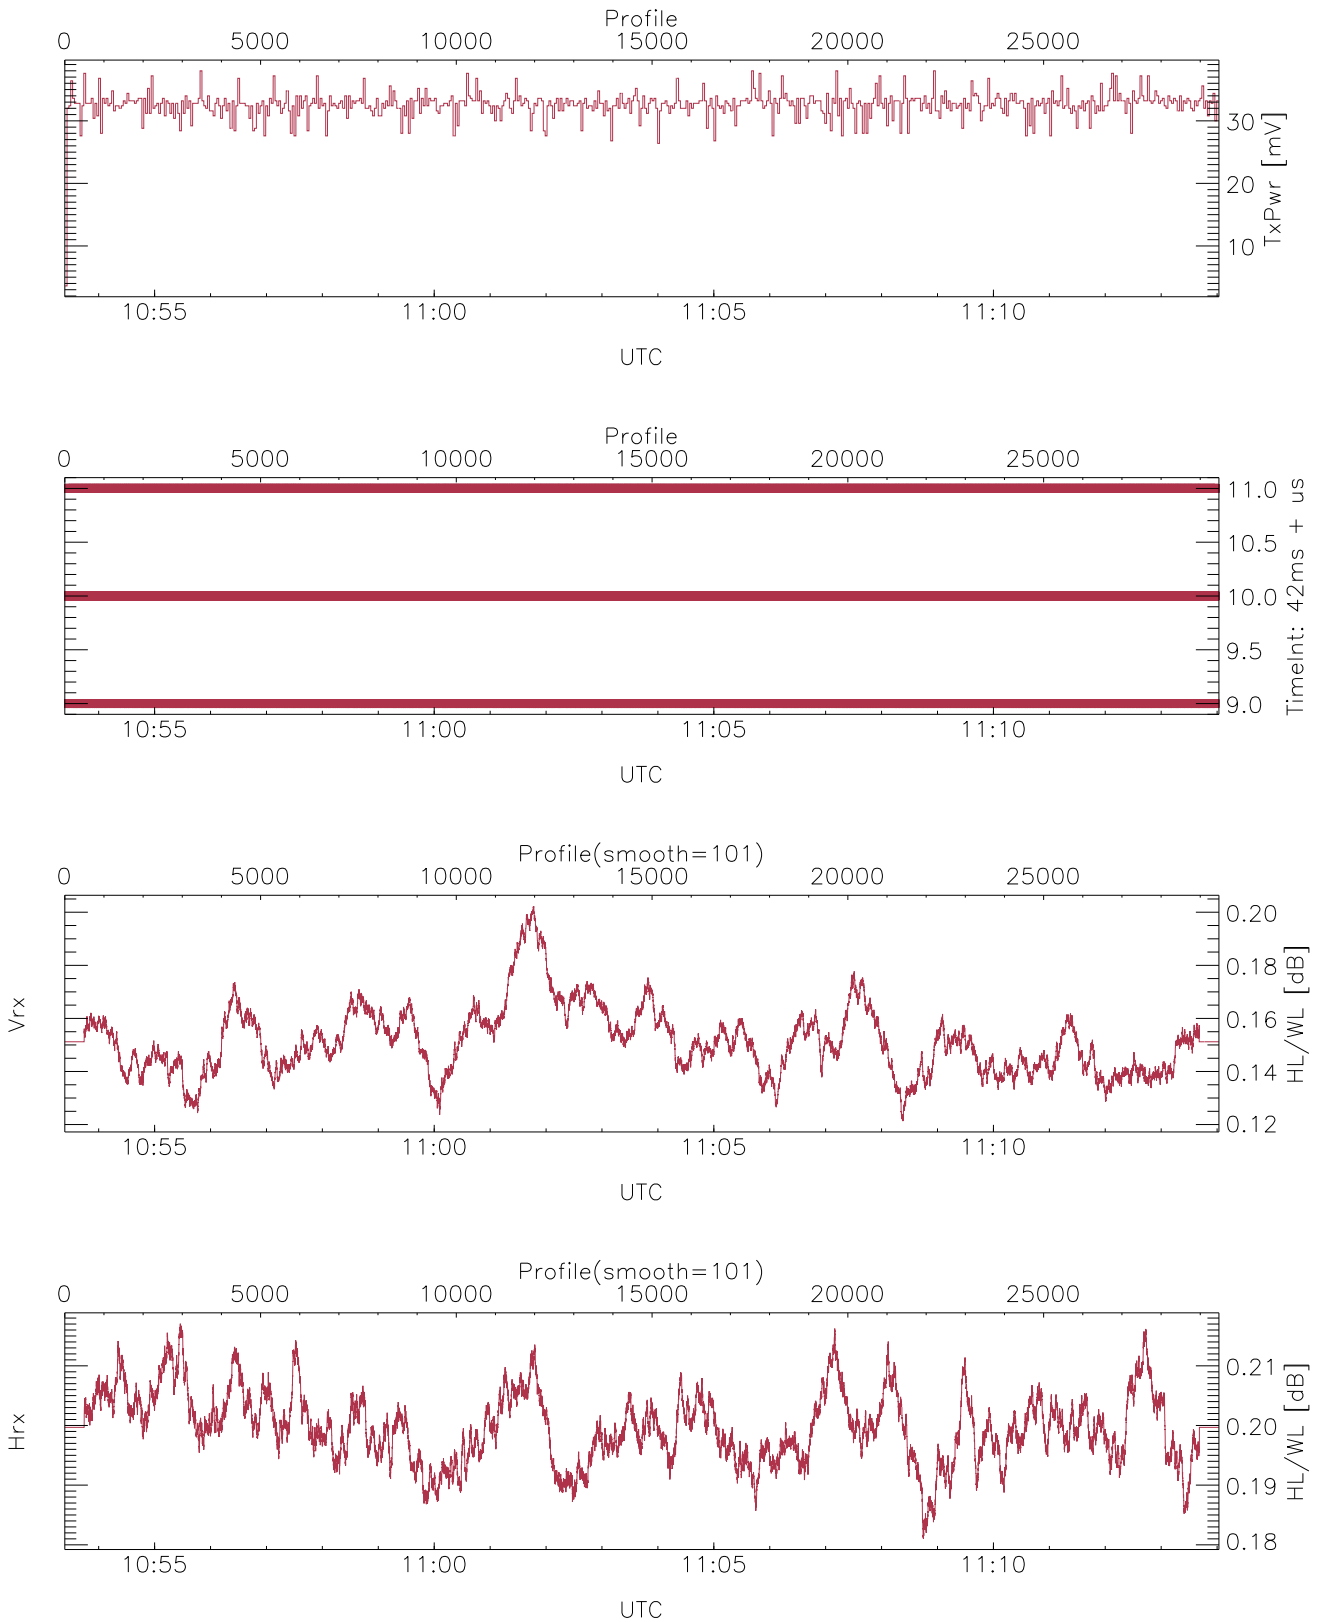 Profile
0 5000 10000 15000 20000 25000
30
20
10
TxPwr [mV]
10:55 11:00 11:05 11:10
UTC
Profile
0 5000 10000 15000 20000 25000
11.0
10.5
10.0
9.5
9.0
TimeInt: 42ms + us
10:55 11:00 11:05 11:10
UTC
Profile(smooth=101)
0 5000 10000 15000 20000 25000
Vrx
0.20
0.18
0.16
0.14
0.12
HL/WL [dB]
10:55 11:00 11:05 11:10
UTC
Profile(smooth=101)
0 5000 10000 15000 20000 25000
Hrx
0.21
0.20
0.19
0.18
HL/WL [dB]
10:55 11:00 11:05 11:10
UTC